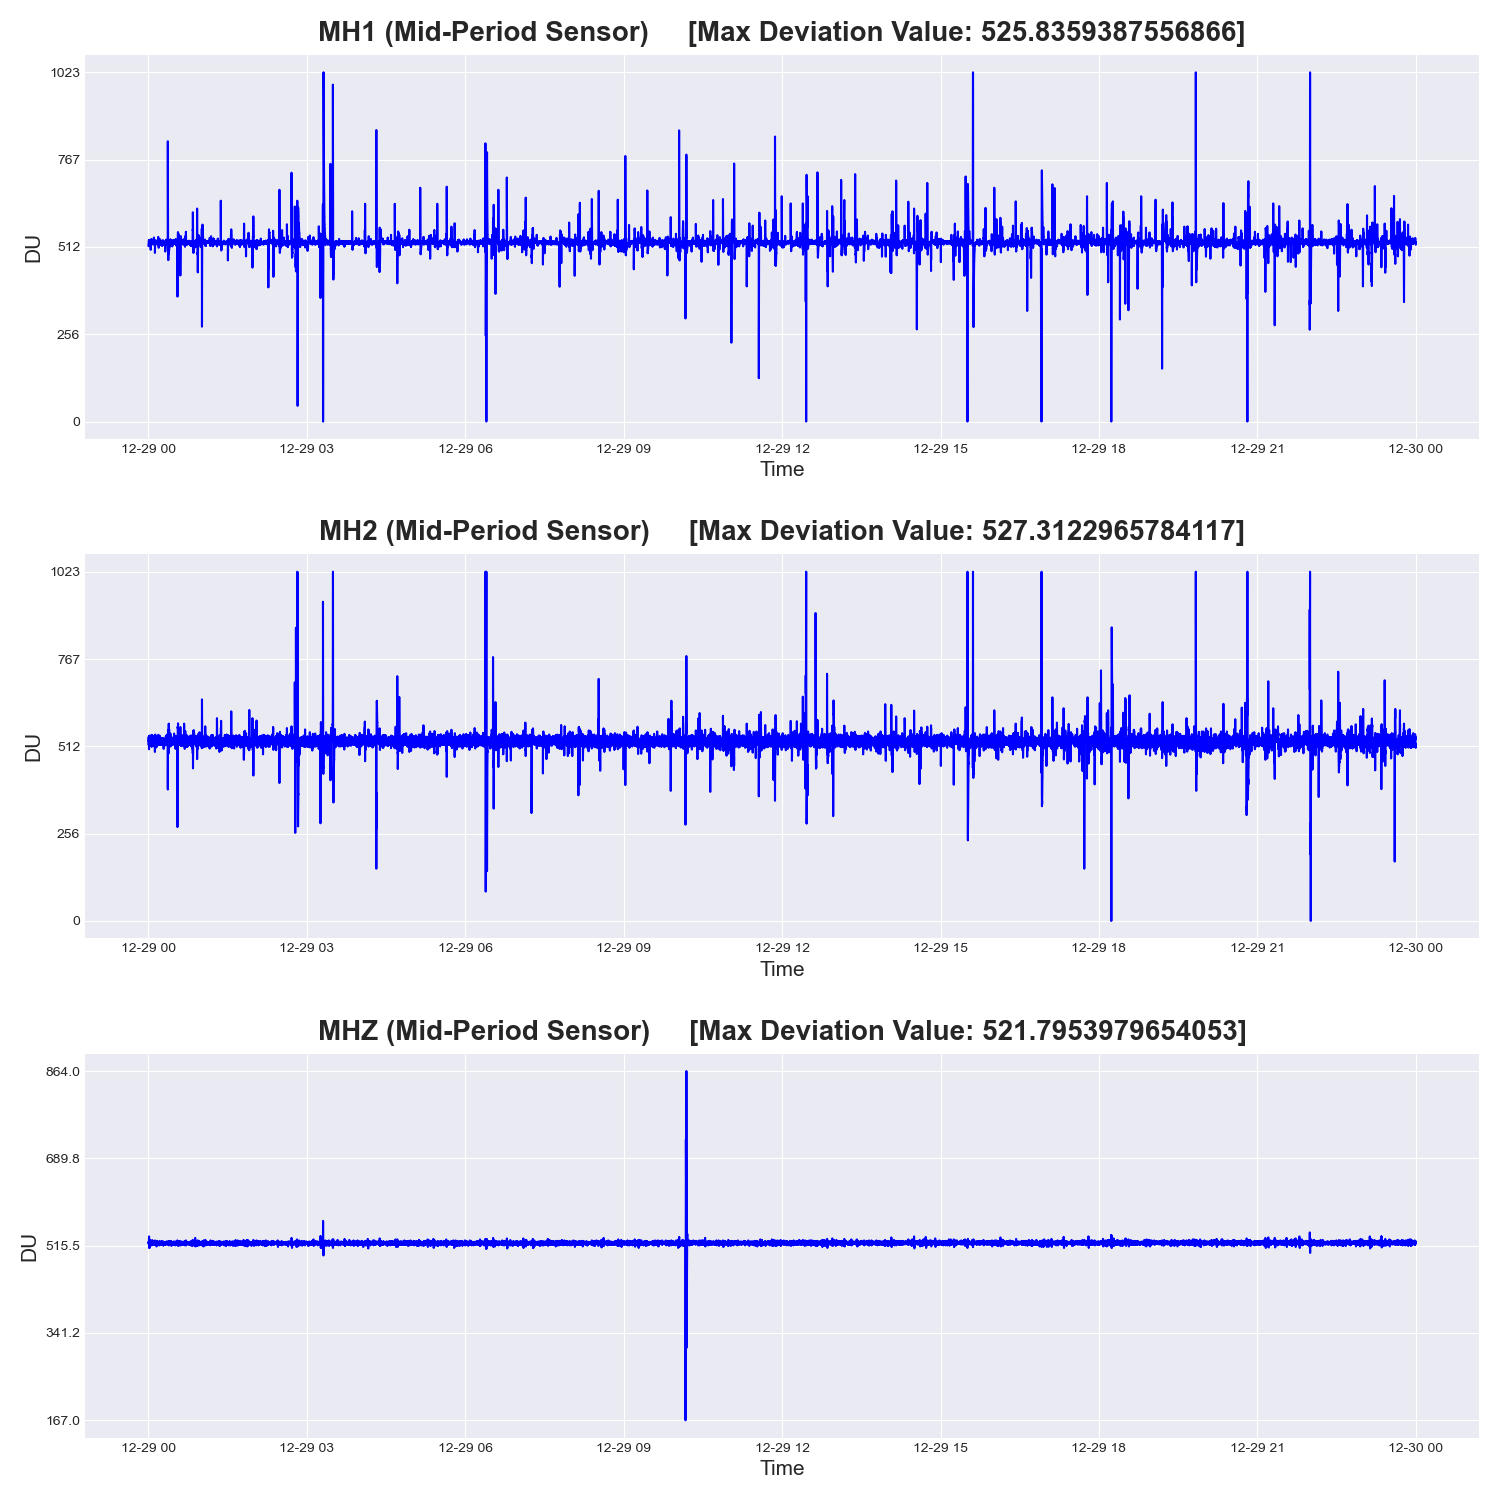 MH1 (Mid-Period Sensor) [Max Deviation Value: 525.8359387556866]
1023
767
512
256
0
DU
12-29 00 12-29 03 12-29 06 12-29 09 12-29 12 12-29 15 12-29 18 12-29 21 12-30 00
Time
MH2 (Mid-Period Sensor) [Max Deviation Value: 527.3122965784117]
1023
767
512
256
0
DU
12-29 00 12-29 03 12-29 06 12-29 09 12-29 12 12-29 15 12-29 18 12-29 21 12-30 00
Time
MHZ (Mid-Period Sensor) [Max Deviation Value: 521.7953979654053]
864.0
689.8
515.5
341.2
167.0
DU
12-29 00 12-29 03 12-29 06 12-29 09 12-29 12 12-29 15 12-29 18 12-29 21 12-30 00
Time